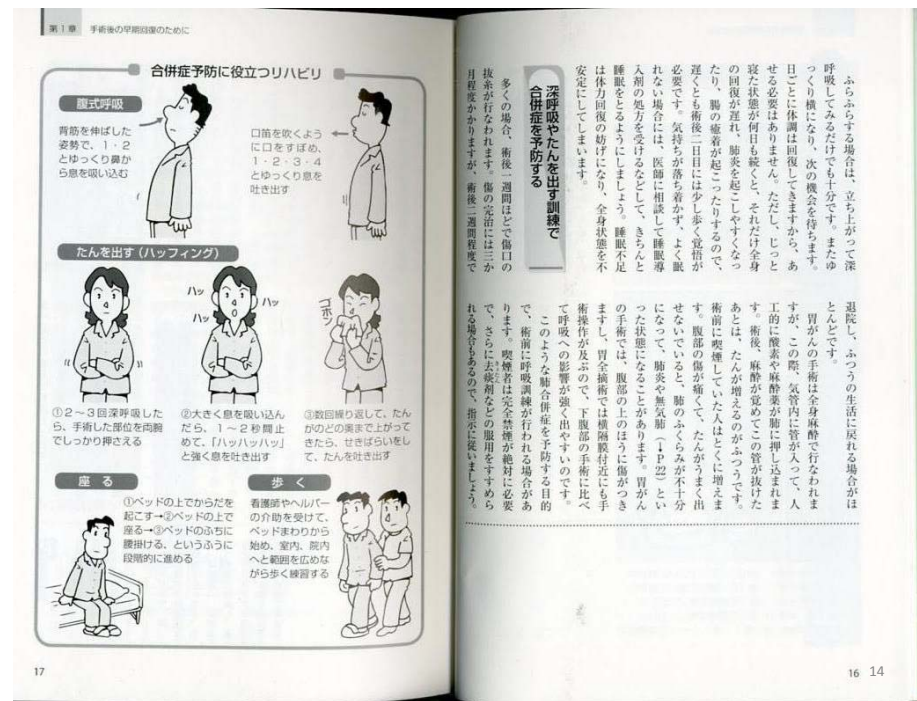 ふらふらする場合は、立ち上がって深
呼吸してみるだけでも十分です。またゆ
っくり横になり、次の機会を待ちます。
日ごとに体調は回復してきますから、あ
せる必要はありません。ただし、じっと
寝た状態が何日も続くと、それだけ全身
の回復が遅れ、肺炎を起こしやすくなっ
たり、腸の癒着が起こったりするので、
遅くとも術後二日目には少し歩く覚悟が
必要です。気持ちが落ち着かず、よく眠
れない場合には、医師に相談して睡眠導
入剤の処方を受けるなどして、きちんと
睡眠をとるようにしましょう。睡眠不足
は体力回復の妨げになり、全身状態を不
安定にしてしまいます。
深呼吸やたんを出す訓練で
合併症を予防する
多くの場合、術後一週間ほどで傷口の
抜糸が行なわれます。傷の完治には三か
月程度かかりますが、術後二週間程度で
退院し、ふつうの生活に戻れる場合がほ
とんどです。
胃がんの手術は全身麻酔で行なわれま
すが、この際、気管内に管が入って、人
工的に酸素や麻酔薬が肺に押し込まれま
す。術後、麻酔が覚めてこの管が抜けた
あとは、たんが増えるのがふつうです。
術前に喫煙していた人はとくに増えま
す。腹部の傷が痛くて、たんがうまく出
せないでいると、肺のふくらみが不十分
になって、肺炎や無気肺(→P22)とい
った状態になることがあります。胃がん
の手術では、腹部の上のほうに傷がつき
ますし、胃全摘術では横隔膜付近にも手
術操作が及ぶので、下腹部の手術に比べ
て呼吸への影響が強く出やすいのです。
このような肺合併症を予防する目的
で、術前に呼吸訓練が行われる場合があ
ります。喫煙者は完全禁煙が絶対に必要
で、さらに去痰剤などの服用をすすめら
れる場合もあるので、指示に従いましょう。
16
14
第1章 手術後の早期回復のために
合併症予防に役立つリハビリ
腹式呼吸
背筋を伸ばした
姿勢で、1・2
とゆっくり鼻か
ら息を吸い込む
口笛を吹くよう
に口をすぼめ、
1・2・3・4
とゆっくり息を
吐き出す
たんを出す(ハッフィング)
ハッ
ハッ
ハッ
ゴホン
①2〜3回深呼吸した
ら、手術した部位を両腕
でしっかり押さえる
②大きく息を吸い込ん
だら、1〜2秒間止
めて、「ハッハッハッ」
と強く息を吐き出す
③数回繰り返して、たん
がのどの奥まで上がって
きたら、せきばらいをし
て、たんを吐き出す
座る
①ベッドの上でからだを
起こす→②ベッドの上で
座る→③ベッドのふちに
腰掛ける、というふうに
段階的に進める
歩く
看護師やヘルパー
の介助を受けて、
ベッドまわりから
始め、室内、院内
へと範囲を広めな
がら歩く練習する
17